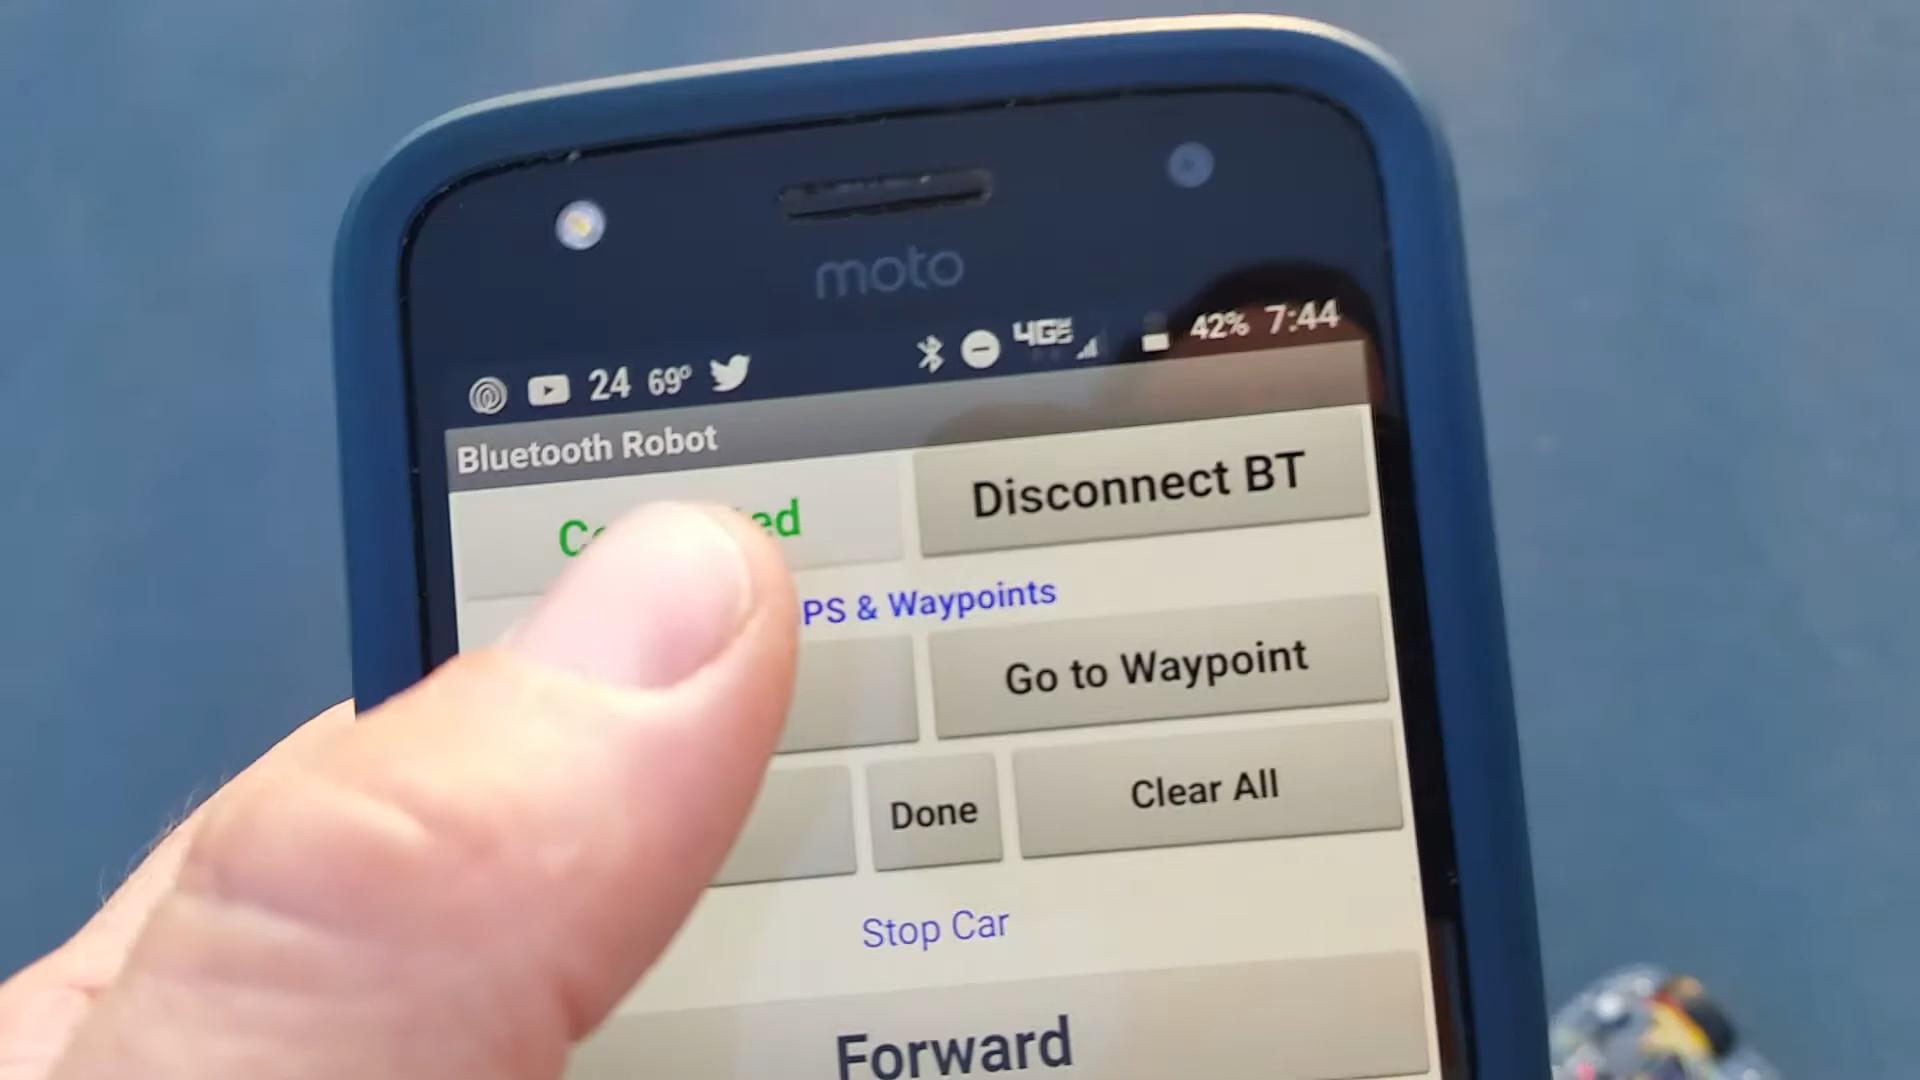 moto
24 69° 42% 7:44
Bluetooth Robot
Disconnect BT
& Waypoints
Go to Waypoint
Done Clear All
Stop Car
Forward